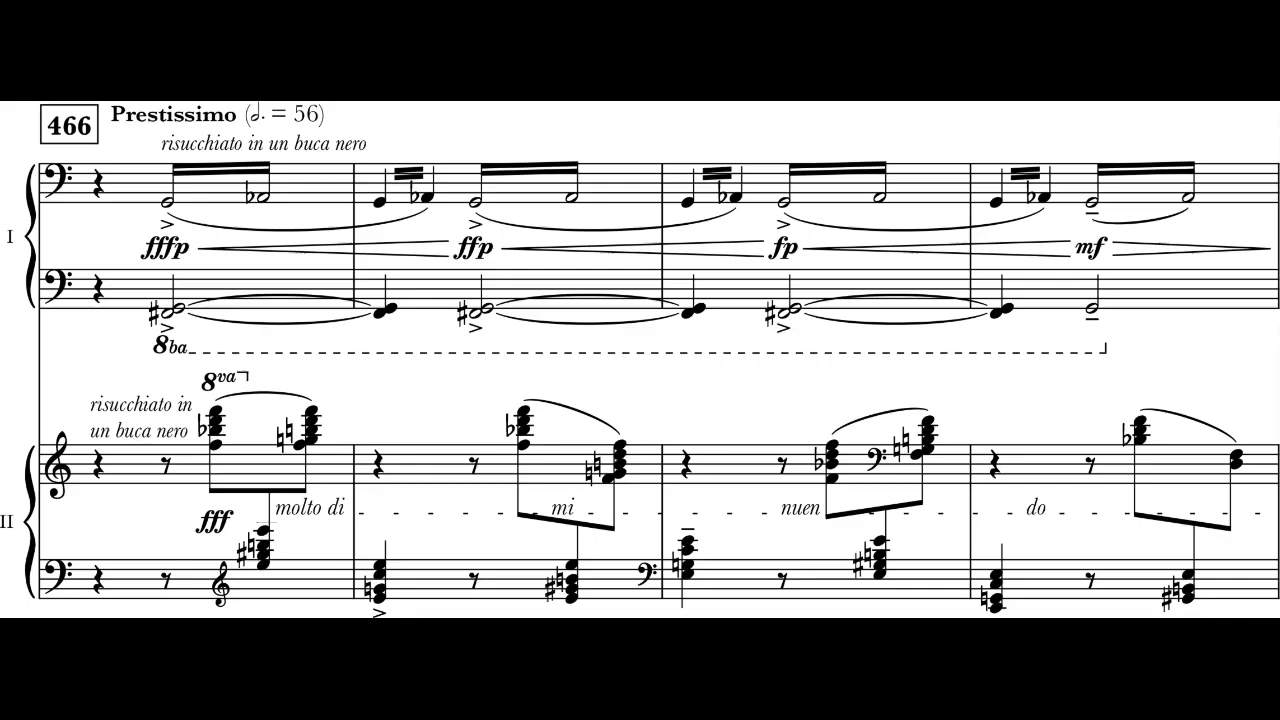 466 Prestissimo (𝅗𝅥. = 56)
risucchiato in un buca nero
I
fffp ffp fp mf
8ba
8va
risucchiato in
un buca nero
II
fff molto di - mi - nuen - do